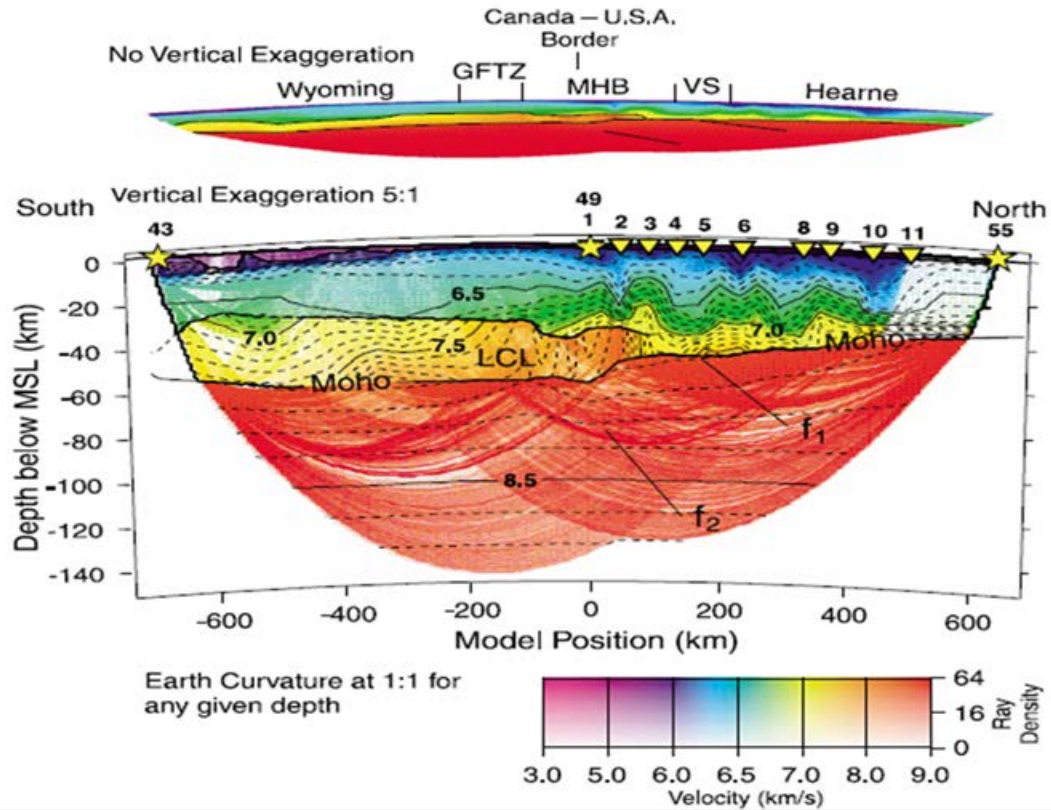 Canada – U.S.A.
Border
No Vertical Exaggeration
Wyoming GFTZ MHB VS Hearne
Vertical Exaggeration 5:1
South North
43 49 1 2 3 4 5 6 8 9 10 11 55
0
-20
-40
-60
-80
-100
-120
-140
Depth below MSL (km)
6.5
7.0 7.0
7.5 LCL
Moho Moho
f1
8.5
f2
-600 -400 -200 0 200 400 600
Model Position (km)
Earth Curvature at 1:1 for
any given depth
64
16
0
Ray
Density
3.0 5.0 6.0 6.5 7.0 8.0 9.0
Velocity (km/s)